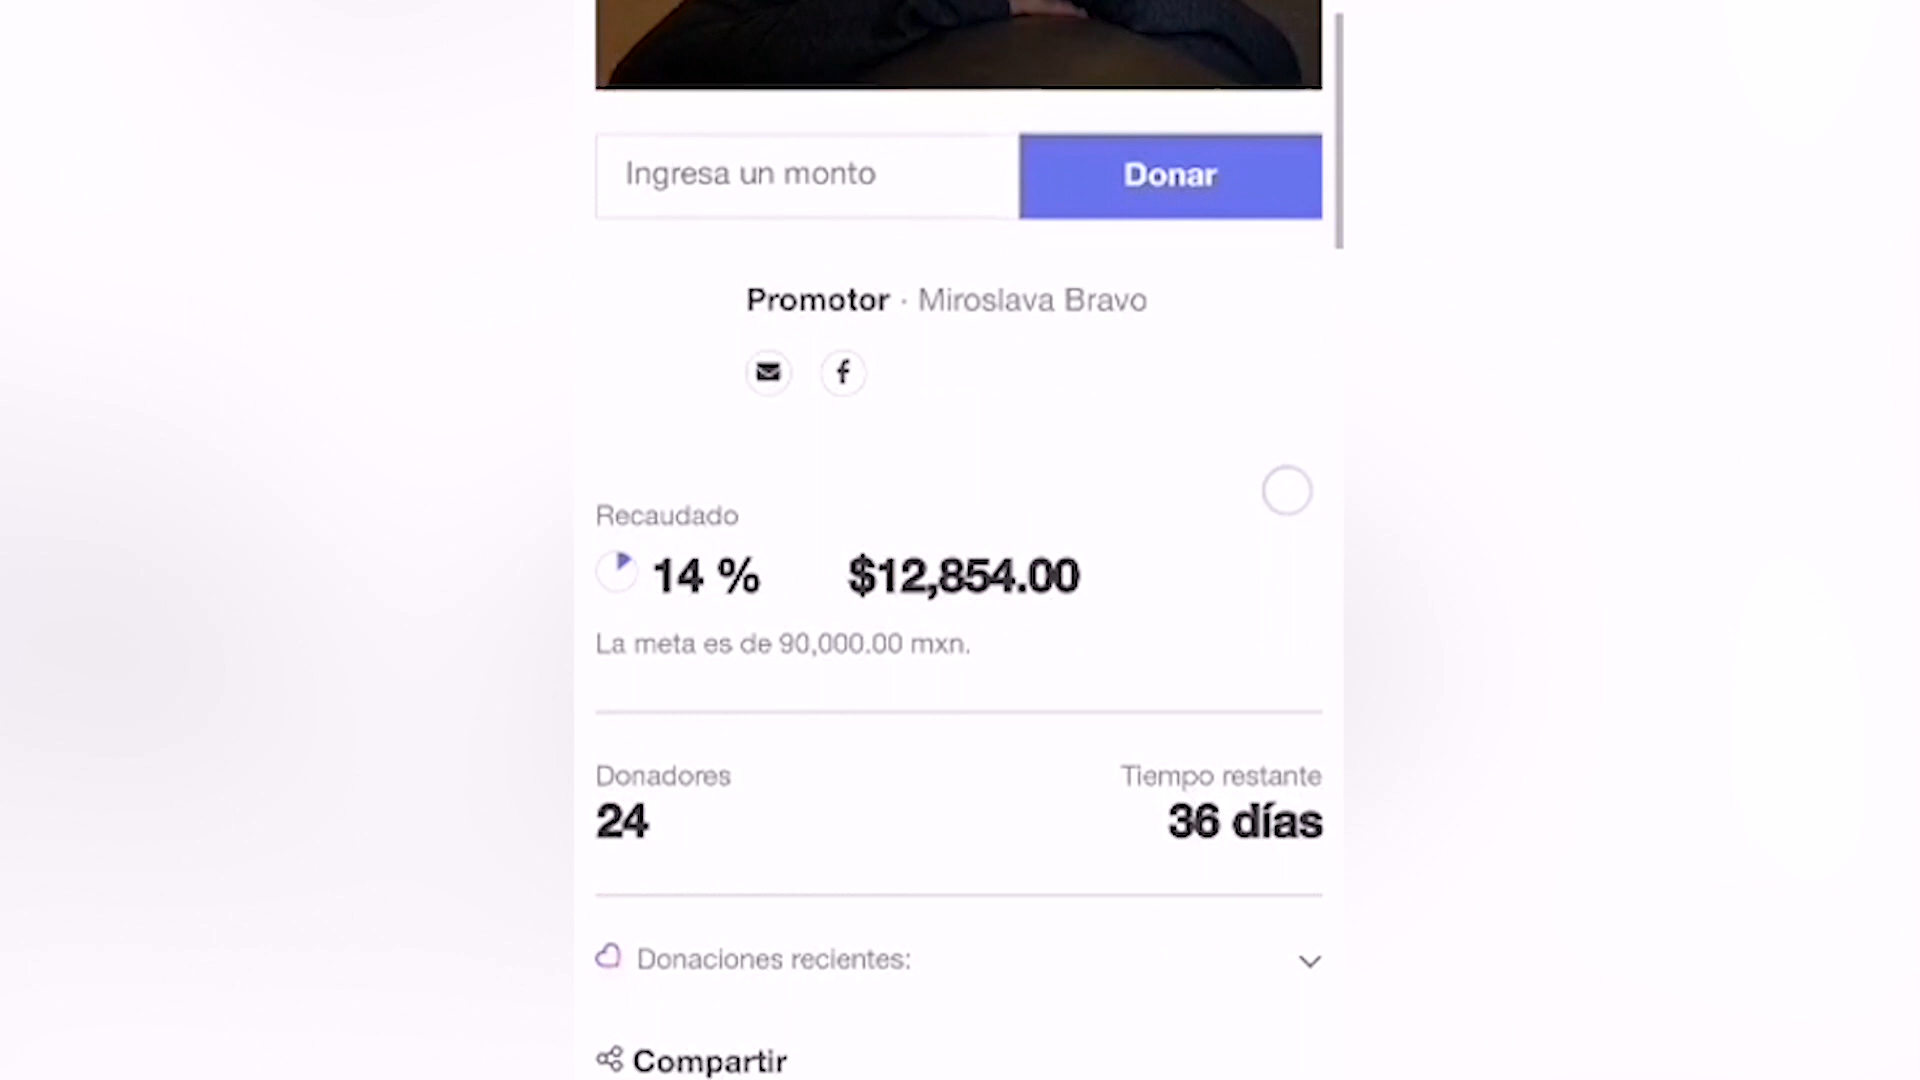 Ingresa un monto
Donar
Promotor · Miroslava Bravo
Recaudado
14 % $12,854.00
La meta es de 90,000.00 mxn.
Donadores Tiempo restante
24 36 días
Donaciones recientes:
Compartir